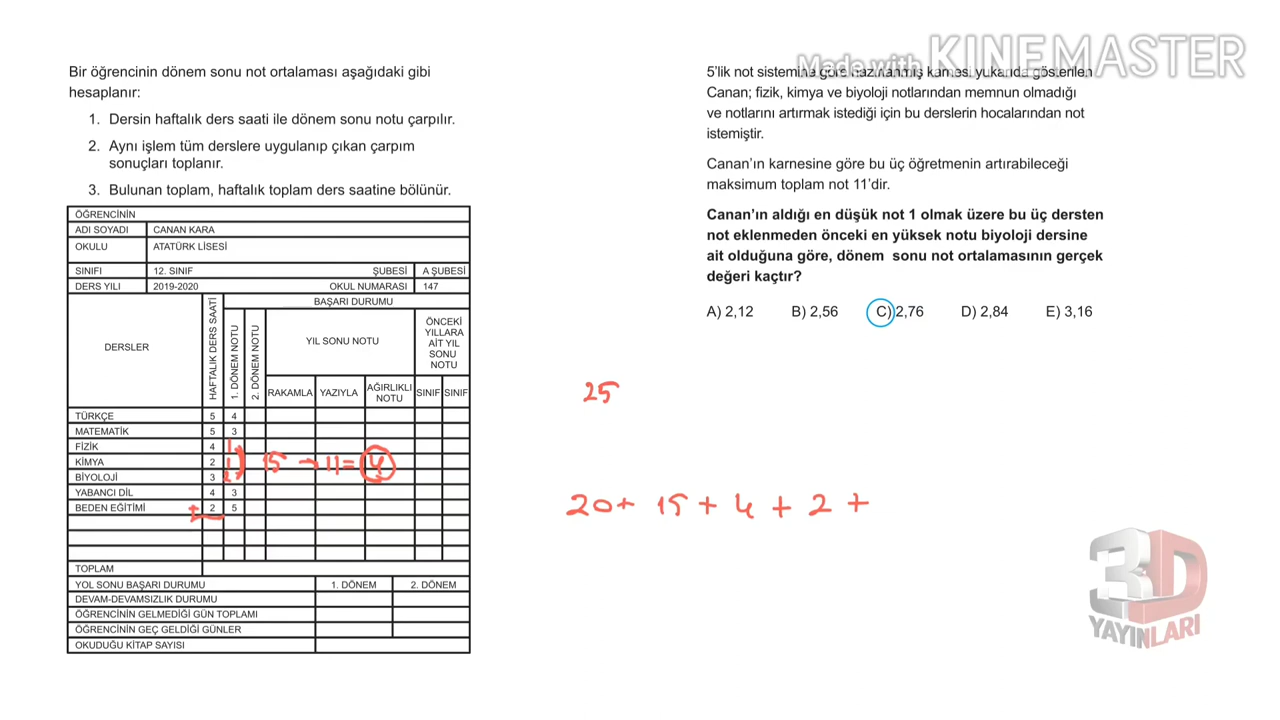 Made with KINEMASTER
Bir öğrencinin dönem sonu not ortalaması aşağıdaki gibi
hesaplanır:
1. Dersin haftalık ders saati ile dönem sonu notu çarpılır.
2. Aynı işlem tüm derslere uygulanıp çıkan çarpım
sonuçları toplanır.
3. Bulunan toplam, haftalık toplam ders saatine bölünür.
ÖĞRENCİNİN
ADI SOYADI CANAN KARA
OKULU ATATÜRK LİSESİ
SINIFI 12. SINIF ŞUBESİ A ŞUBESİ
DERS YILI 2019-2020 OKUL NUMARASI 147
DERSLER
HAFTALIK DERS SAATİ
1. DÖNEM NOTU
2. DÖNEM NOTU
BAŞARI DURUMU
YIL SONU NOTU
ÖNCEKİ
YILLARA
AİT YIL
SONU
NOTU
RAKAMLA YAZIYLA AĞIRLIKLI NOTU SINIF SINIF
TÜRKÇE 5 4
MATEMATİK 5 3
FİZİK 4 1
KİMYA 2 1 15 → 11 = 4
BİYOLOJİ 3 2
YABANCI DİL 4 3
BEDEN EĞİTİMİ + 2 5
TOPLAM
YOL SONU BAŞARI DURUMU 1. DÖNEM 2. DÖNEM
DEVAM-DEVAMSIZLIK DURUMU
ÖĞRENCİNİN GELMEDİĞİ GÜN TOPLAMI
ÖĞRENCİNİN GEÇ GELDİĞİ GÜNLER
OKUDUĞU KİTAP SAYISI
5'lik not sistemine göre hazırlanmış karnesi yukarıda gösterilen
Canan; fizik, kimya ve biyoloji notlarından memnun olmadığı
ve notlarını artırmak istediği için bu derslerin hocalarından not
istemiştir.
Canan'ın karnesine göre bu üç öğretmenin artırabileceği
maksimum toplam not 11'dir.
Canan'ın aldığı en düşük not 1 olmak üzere bu üç dersten
not eklenmeden önceki en yüksek notu biyoloji dersine
ait olduğuna göre, dönem sonu not ortalamasının gerçek
değeri kaçtır?
A) 2,12 B) 2,56 C) 2,76 D) 2,84 E) 3,16
25
20+ 15 + 4 + 2 +
3D
YAYINLARI